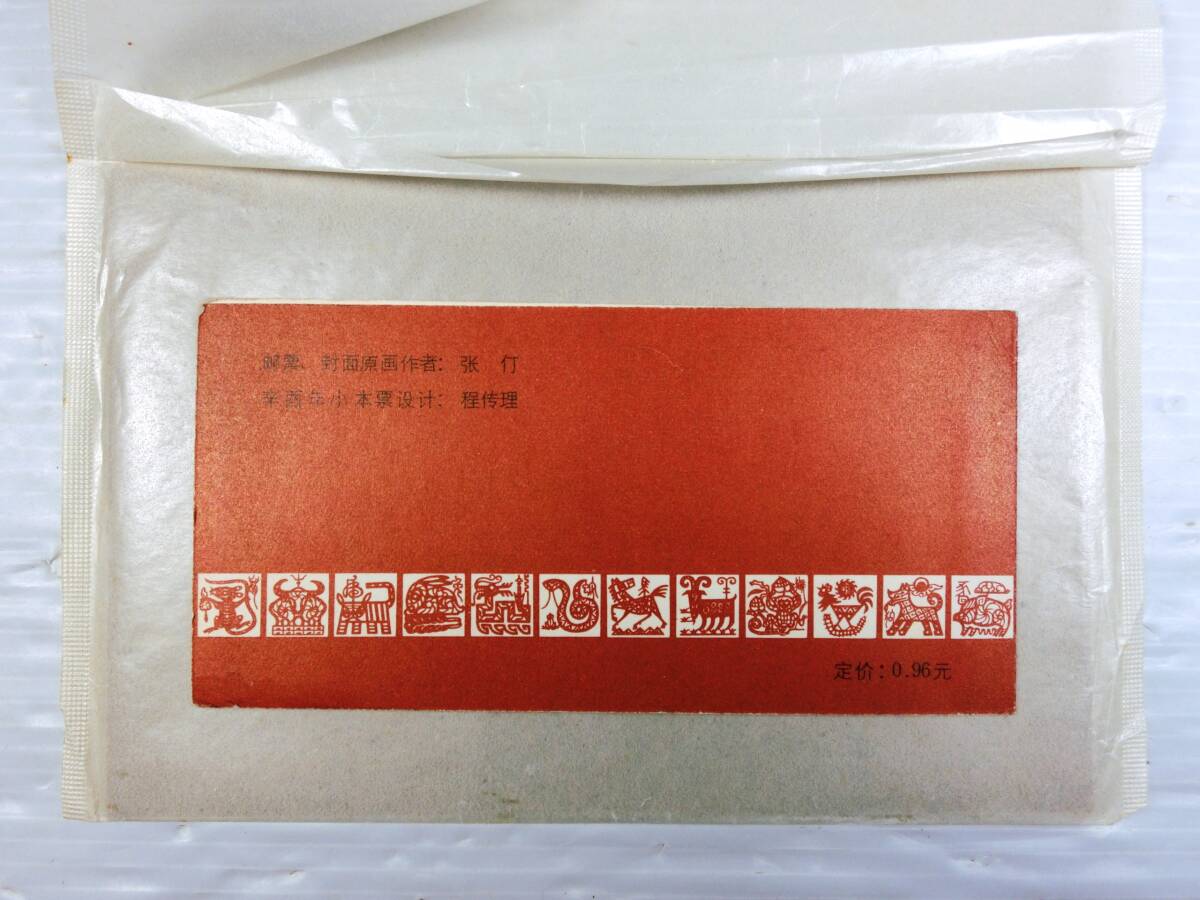 邮票、封面原画作者：张 仃
辛酉年小本票设计：程传理
定价：0.96元